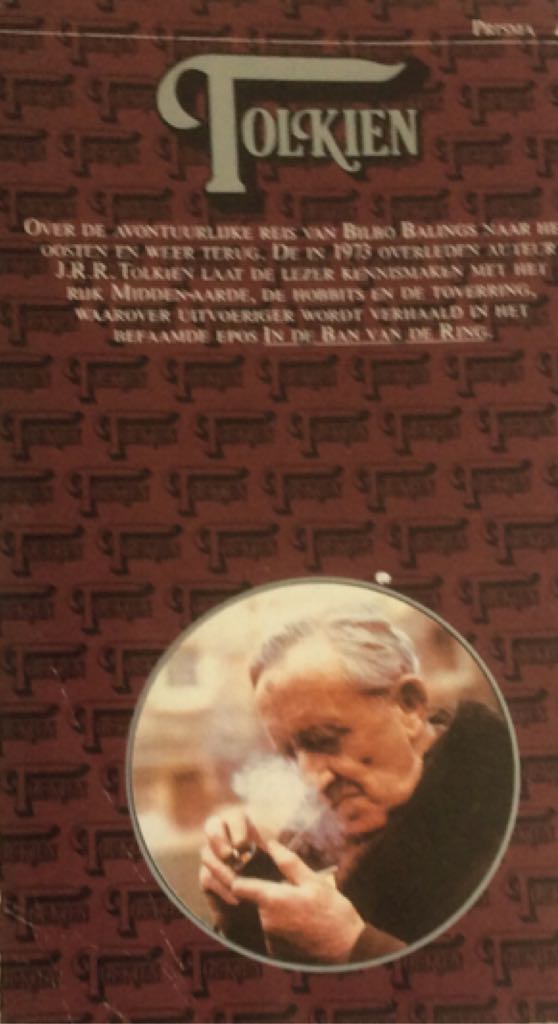 PRISMA
TOLKIEN
OVER DE AVONTUURLIJKE REIS VAN BILBO BALINGS NAAR HE
OOSTEN EN WEER TERUG. DE IN 1973 OVERLEDEN AUTEUR
J.R.R. TOLKIEN LAAT DE LEZER KENNISMAKEN MET HET
RIJK MIDDEN-AARDE, DE HOBBITS EN DE TOVERRING,
WAAROVER UITVOERIGER WORDT VERHAALD IN HET
BEFAAMDE EPOS IN DE BAN VAN DE RING.